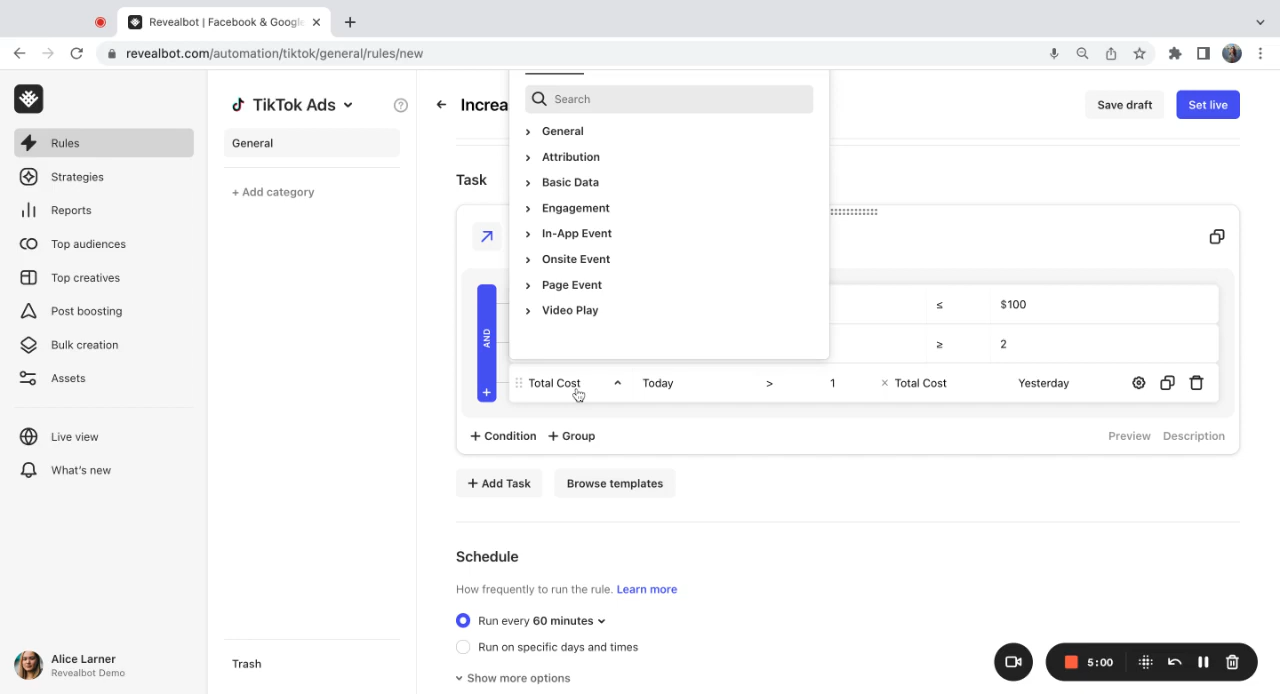 Revealbot | Facebook & Google
revealbot.com/automation/tiktok/general/rules/new
Rules
Strategies
Reports
Top audiences
Top creatives
Post boosting
Bulk creation
Assets
Live view
What's new
Alice Larner
Revealbot Demo
TikTok Ads
General
+ Add category
Trash
Increa
Save draft
Set live
Search
General
Attribution
Basic Data
Engagement
In-App Event
Onsite Event
Page Event
Video Play
Task
AND
+
≤ $100
≥ 2
Total Cost Today > 1 × Total Cost Yesterday
+ Condition + Group
Preview Description
+ Add Task Browse templates
Schedule
How frequently to run the rule. Learn more
Run every 60 minutes
Run on specific days and times
Show more options
5:00